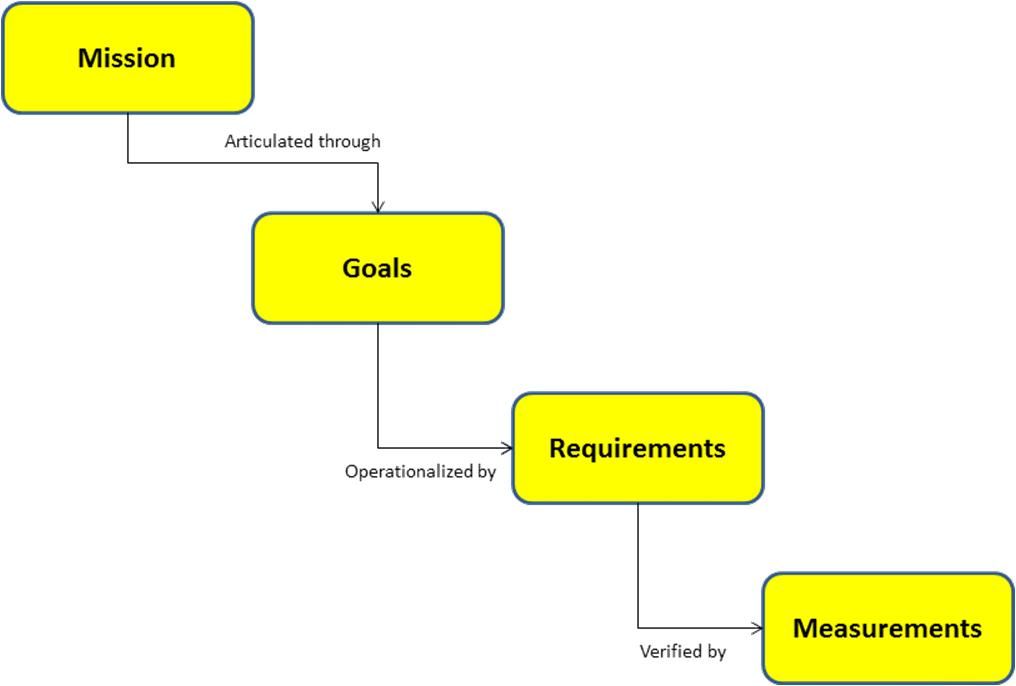 Mission
Articulated through
Goals
Requirements
Operationalized by
Measurements
Verified by